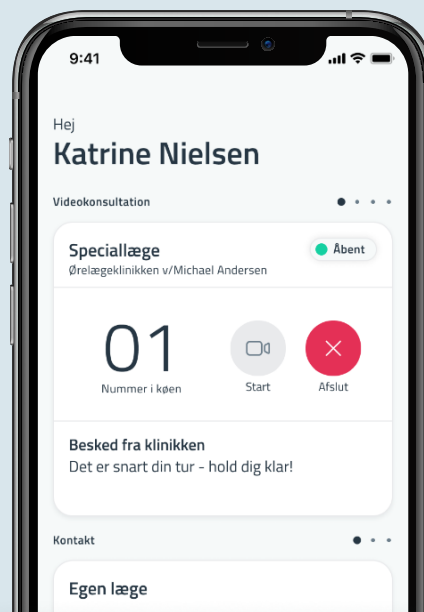 9:41
Hej
Katrine Nielsen
Videokonsultation
Speciallæge
Åbent
Ørelægeklinikken v/Michael Andersen
01
Nummer i køen
Start
Afslut
Besked fra klinikken
Det er snart din tur - hold dig klar!
Kontakt
Egen læge